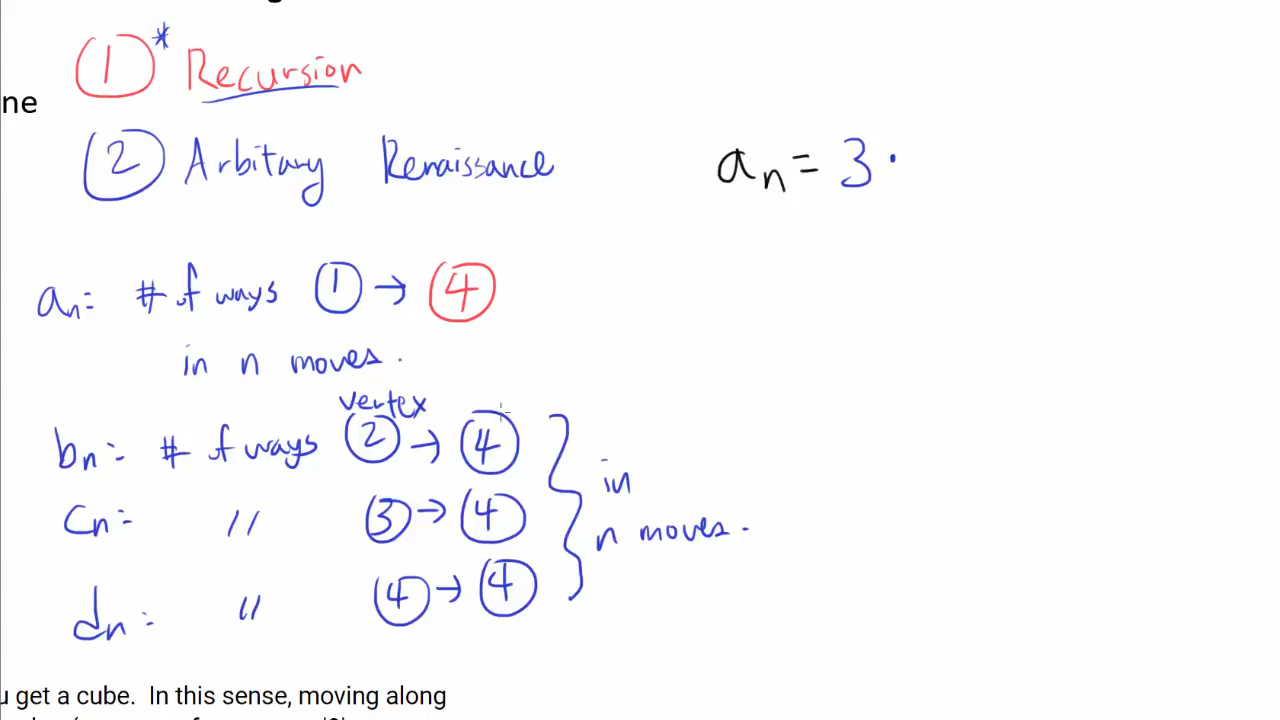 ① * Recursion
ne
② Arbitary Renaissance
aₙ = 3 ·
aₙ = # of ways ① → ④
in n moves.
vertex
bₙ = # of ways ② → ④
in
cₙ = // ③ → ④
n moves.
dₙ = // ④ → ④
u get a cube. In this sense, moving along